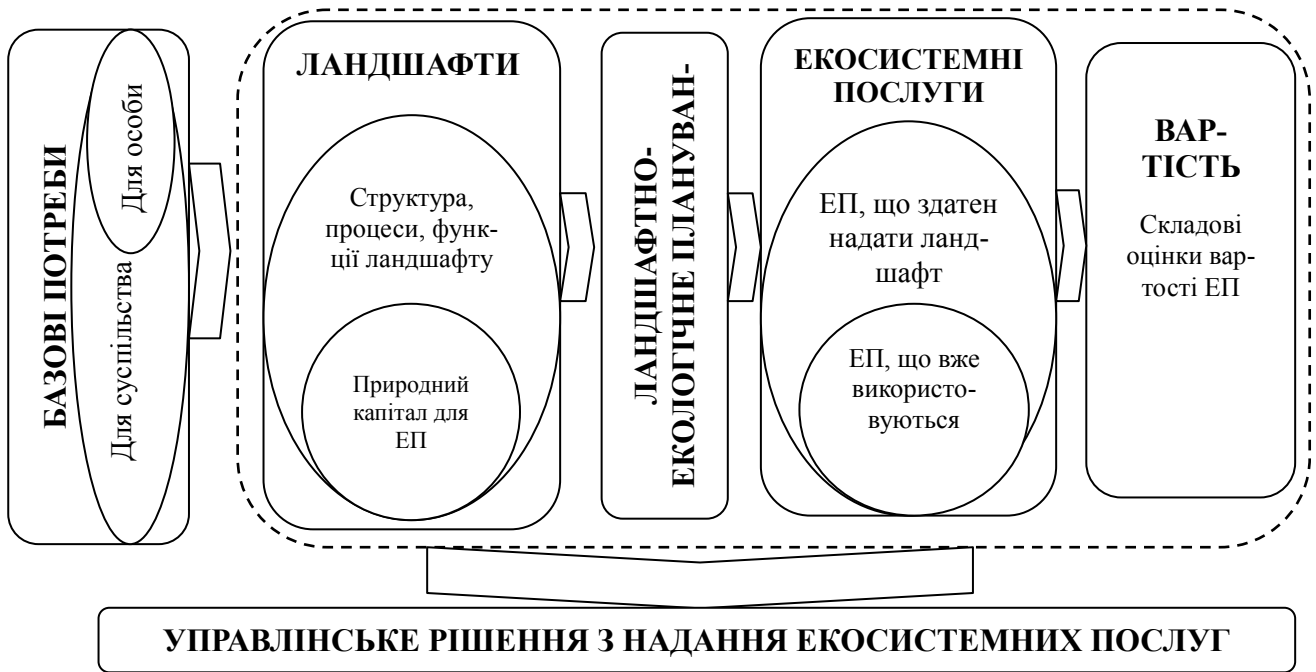 БАЗОВІ ПОТРЕБИ
Для суспільства
Для особи
ЛАНДШАФТИ
Структура,
процеси, функ-
ції ландшафту
Природний
капітал для
ЕП
ЛАНДШАФТНО-
ЕКОЛОГІЧНЕ ПЛАНУВАН-
ЕКОСИСТЕМНІ
ПОСЛУГИ
ЕП, що здатен
надати ланд-
шафт
ЕП, що вже
використо-
вуються
ВАР-
ТІСТЬ
Складові
оцінки вар-
тості ЕП
УПРАВЛІНСЬКЕ РІШЕННЯ З НАДАННЯ ЕКОСИСТЕМНИХ ПОСЛУГ